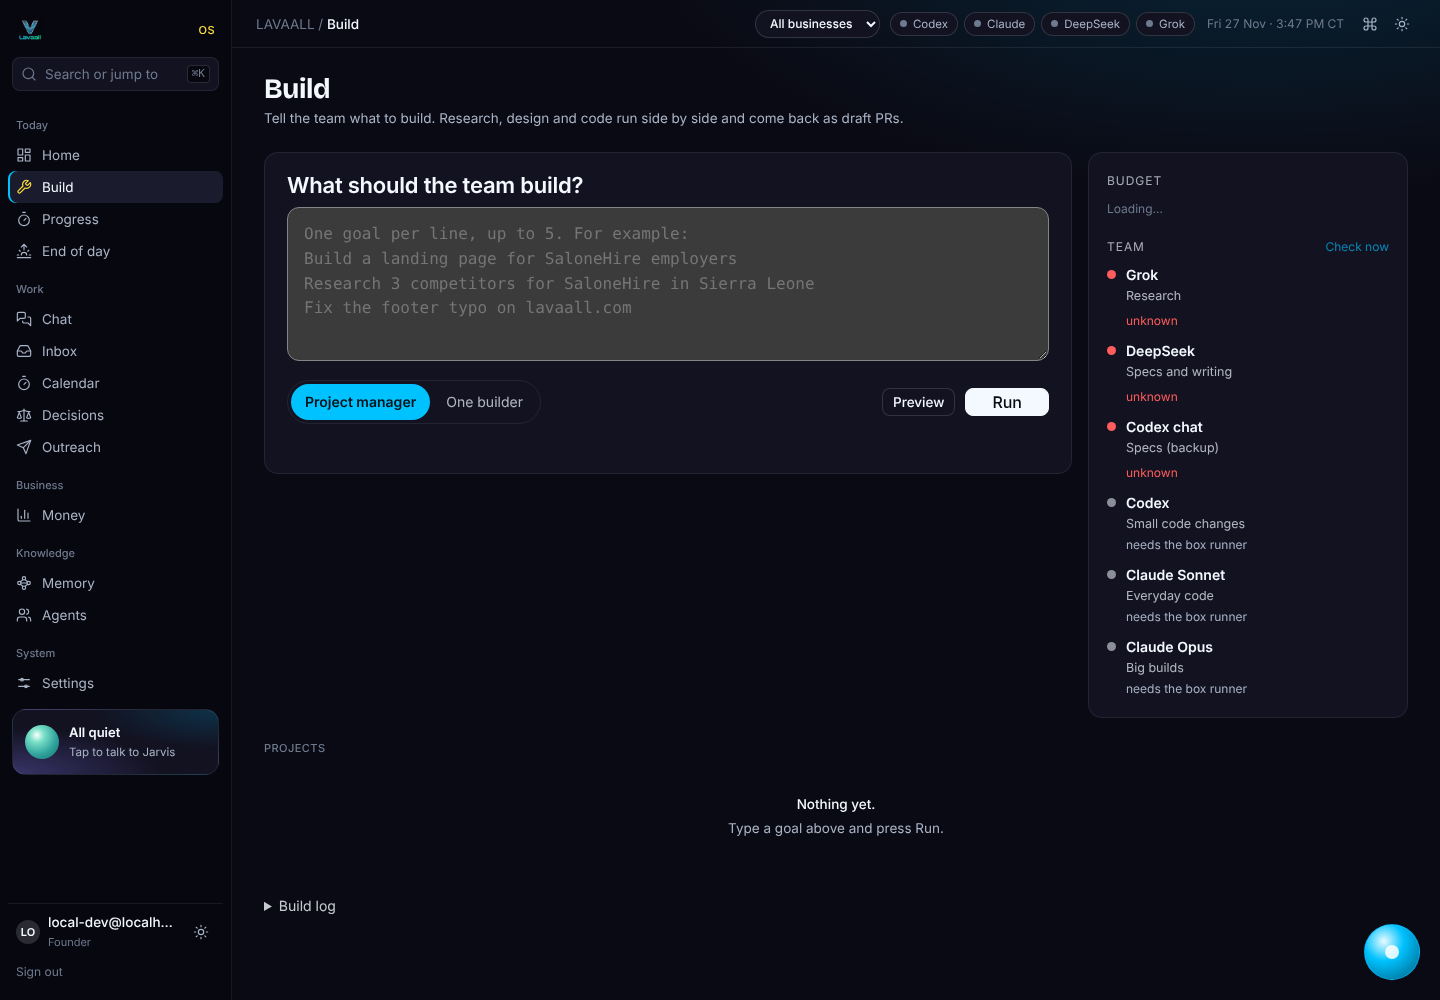 Lavaall
OS
Search or jump to
⌘K
Today
Home
Build
Progress
End of day
Work
Chat
Inbox
Calendar
Decisions
Outreach
Business
Money
Knowledge
Memory
Agents
System
Settings
All quiet
Tap to talk to Jarvis
LO
local-dev@localh...
Founder
Sign out
LAVAALL / Build
All businesses
Codex
Claude
DeepSeek
Grok
Fri 27 Nov · 3:47 PM CT
Build
Tell the team what to build. Research, design and code run side by side and come back as draft PRs.
What should the team build?
One goal per line, up to 5. For example:
Build a landing page for SaloneHire employers
Research 3 competitors for SaloneHire in Sierra Leone
Fix the footer typo on lavaall.com
Project manager
One builder
Preview
Run
BUDGET
Loading...
TEAM
Check now
Grok
Research
unknown
DeepSeek
Specs and writing
unknown
Codex chat
Specs (backup)
unknown
Codex
Small code changes
needs the box runner
Claude Sonnet
Everyday code
needs the box runner
Claude Opus
Big builds
needs the box runner
PROJECTS
Nothing yet.
Type a goal above and press Run.
Build log